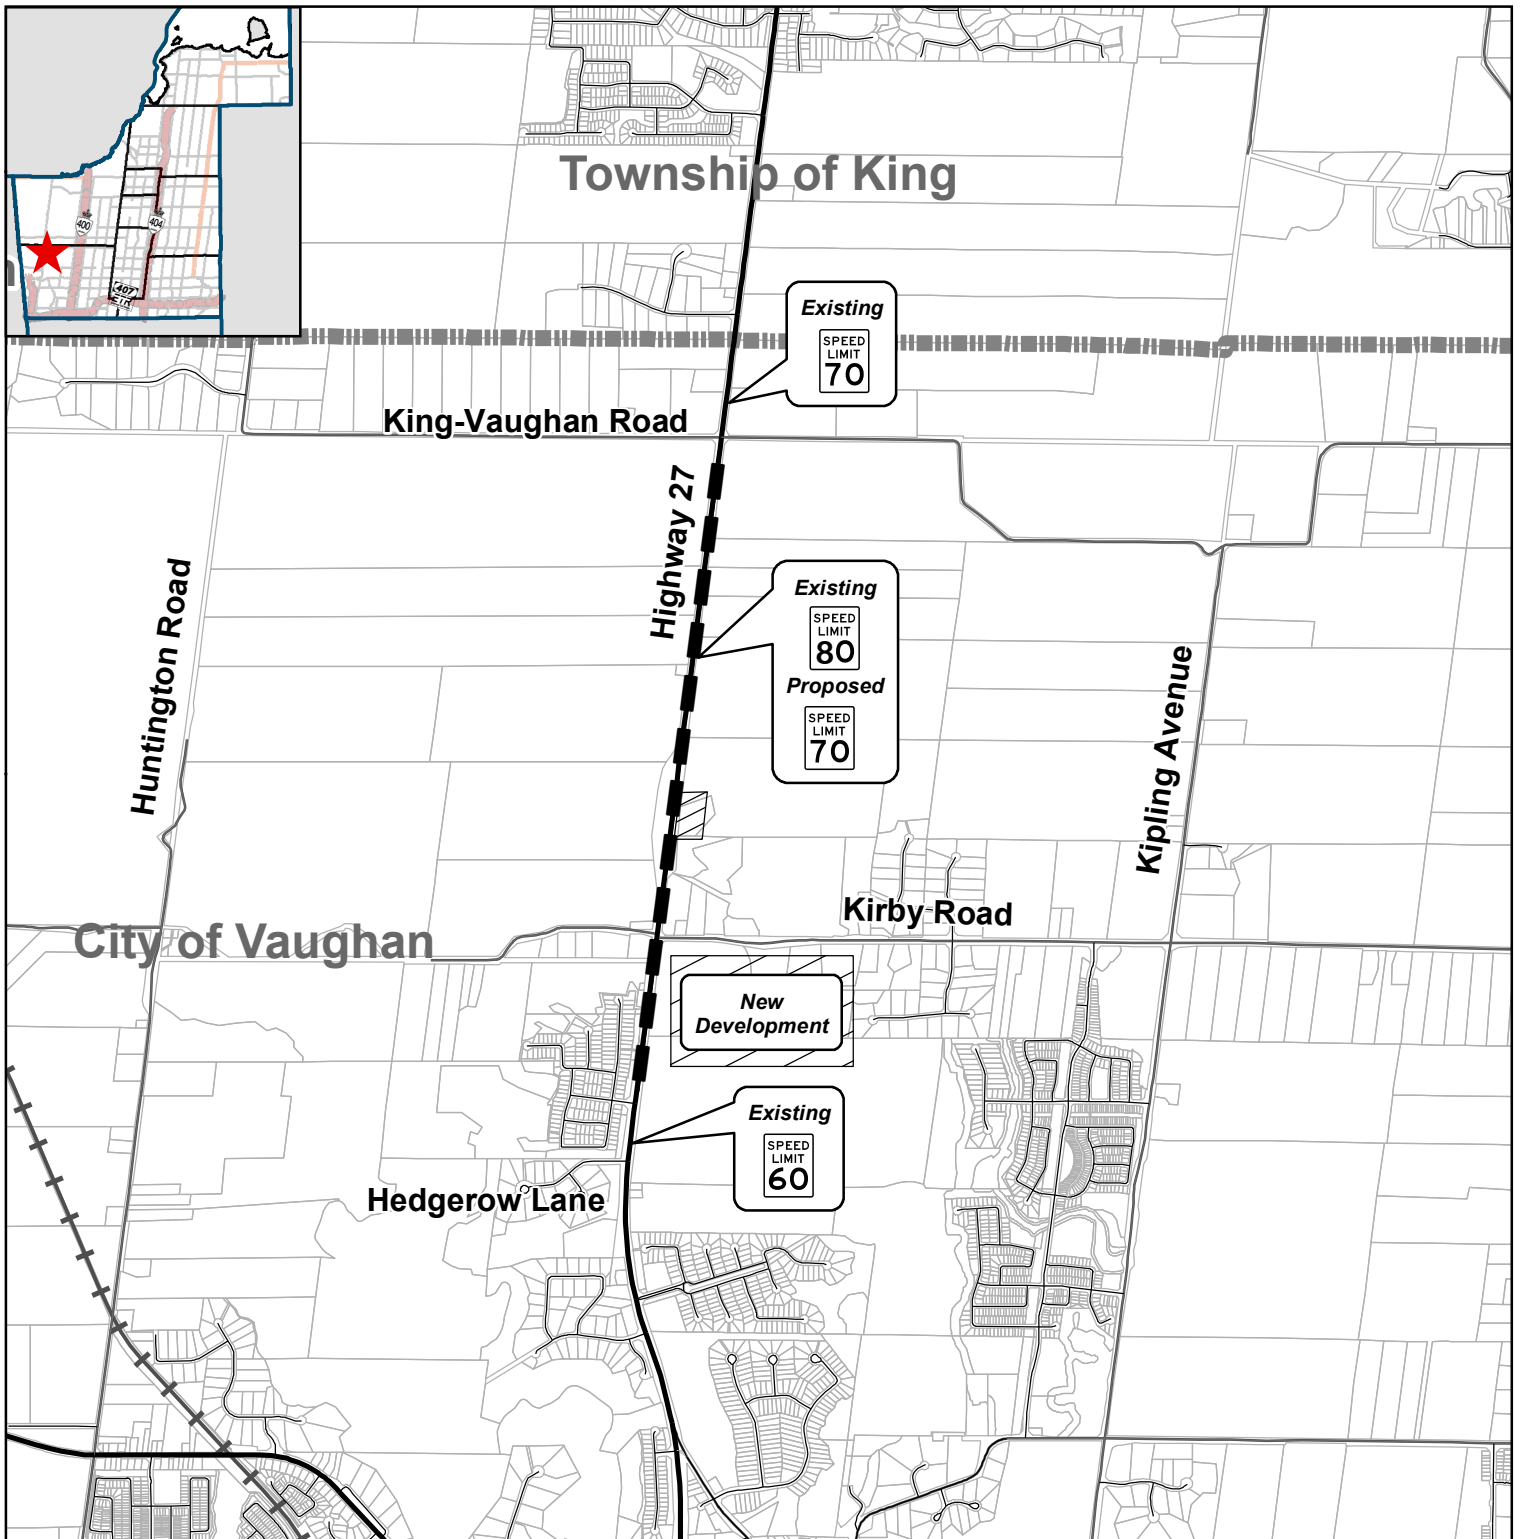 Township of King
400
404
407
ETR
Existing
SPEED
LIMIT
70
King-Vaughan Road
Highway 27
Huntington Road
Existing
SPEED
LIMIT
80
Proposed
SPEED
LIMIT
70
Kipling Avenue
Kirby Road
City of Vaughan
New
Development
Existing
SPEED
LIMIT
60
Hedgerow Lane